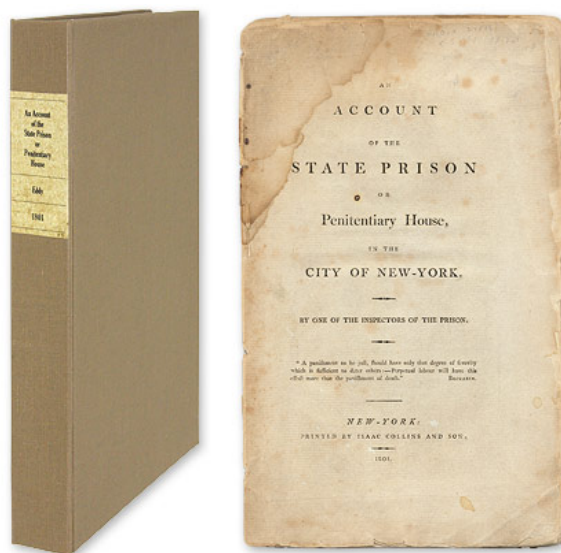 An Account
of the
State Prison
or
Penitentiary
House
Eddy
1801
AN
ACCOUNT
OF THE
STATE PRISON
OR
Penitentiary House,
IN THE
CITY OF NEW-YORK.
BY ONE OF THE INSPECTORS OF THE PRISON.
" A puniſhment to be juſt, ſhould have only that degree of ſeverity
which is ſufficient to deter others :—Perpetual labour will have this
effect more than the puniſhment of death." BECCARIA.
NEW-YORK:
PRINTED BY ISAAC COLLINS AND SON,
1801.